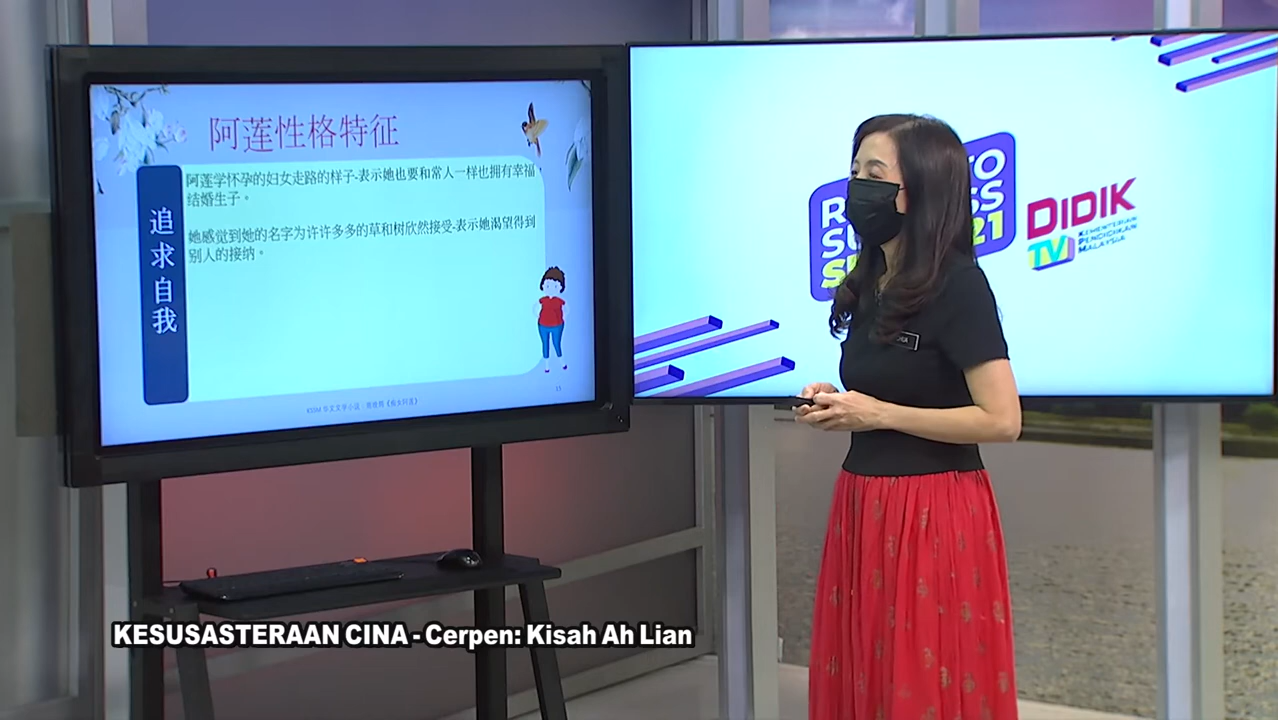 阿莲性格特征
追求自我
阿莲学怀孕的妇女走路的样子-表示她也要和常人一样也拥有幸福
结婚生子。
她感觉到她的名字为许许多多的草和树欣然接受-表示她渴望得到
别人的接纳。
15
DIDIK
TV
KEMENTERIAN
PENDIDIKAN
MALAYSIA
KESUSASTERAAN CINA - Cerpen: Kisah Ah Lian